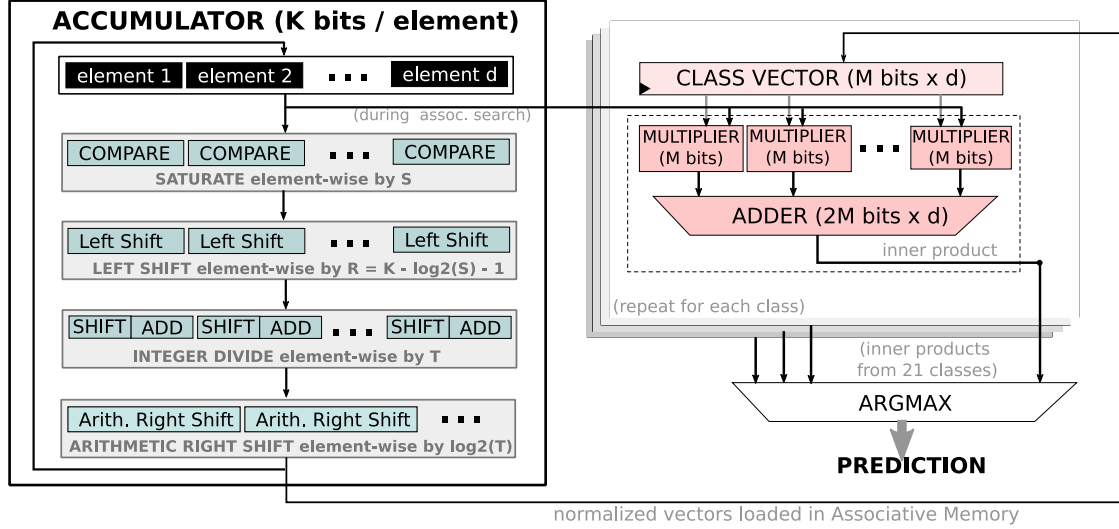 ACCUMULATOR (K bits / element)
element 1 element 2 element d
(during assoc. search)
COMPARE COMPARE COMPARE
SATURATE element-wise by S
Left Shift Left Shift Left Shift
LEFT SHIFT element-wise by R = K - log2(S) - 1
SHIFT ADD SHIFT ADD SHIFT ADD
INTEGER DIVIDE element-wise by T
Arith. Right Shift Arith. Right Shift
ARITHMETIC RIGHT SHIFT element-wise by log2(T)
CLASS VECTOR (M bits x d)
MULTIPLIER MULTIPLIER MULTIPLIER
(M bits) (M bits) (M bits)
ADDER (2M bits x d)
inner product
(repeat for each class)
(inner products
from 21 classes)
ARGMAX
PREDICTION
normalized vectors loaded in Associative Memory